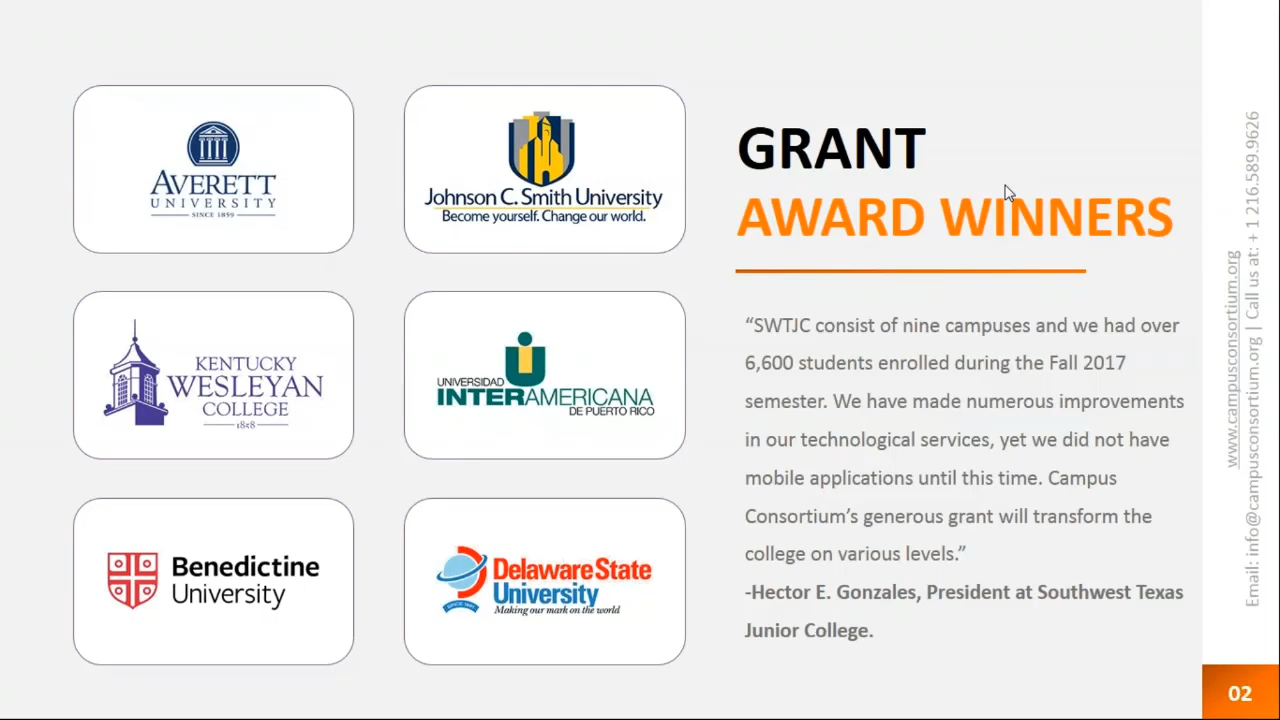 AVERETT
UNIVERSITY
SINCE 1859
Johnson C. Smith University
Become yourself. Change our world.
KENTUCKY
WESLEYAN
COLLEGE
1858
UNIVERSIDAD
INTERAMERICANA
DE PUERTO RICO
Benedictine
University
Delaware State
University
SINCE 1891
Making our mark on the world
GRANT
AWARD WINNERS
“SWTJC consist of nine campuses and we had over
6,600 students enrolled during the Fall 2017
semester. We have made numerous improvements
in our technological services, yet we did not have
mobile applications until this time. Campus
Consortium’s generous grant will transform the
college on various levels.”
-Hector E. Gonzales, President at Southwest Texas
Junior College.
www.campusconsortium.org
Email: info@campusconsortium.org | Call us at: + 1 216.589.9626
02